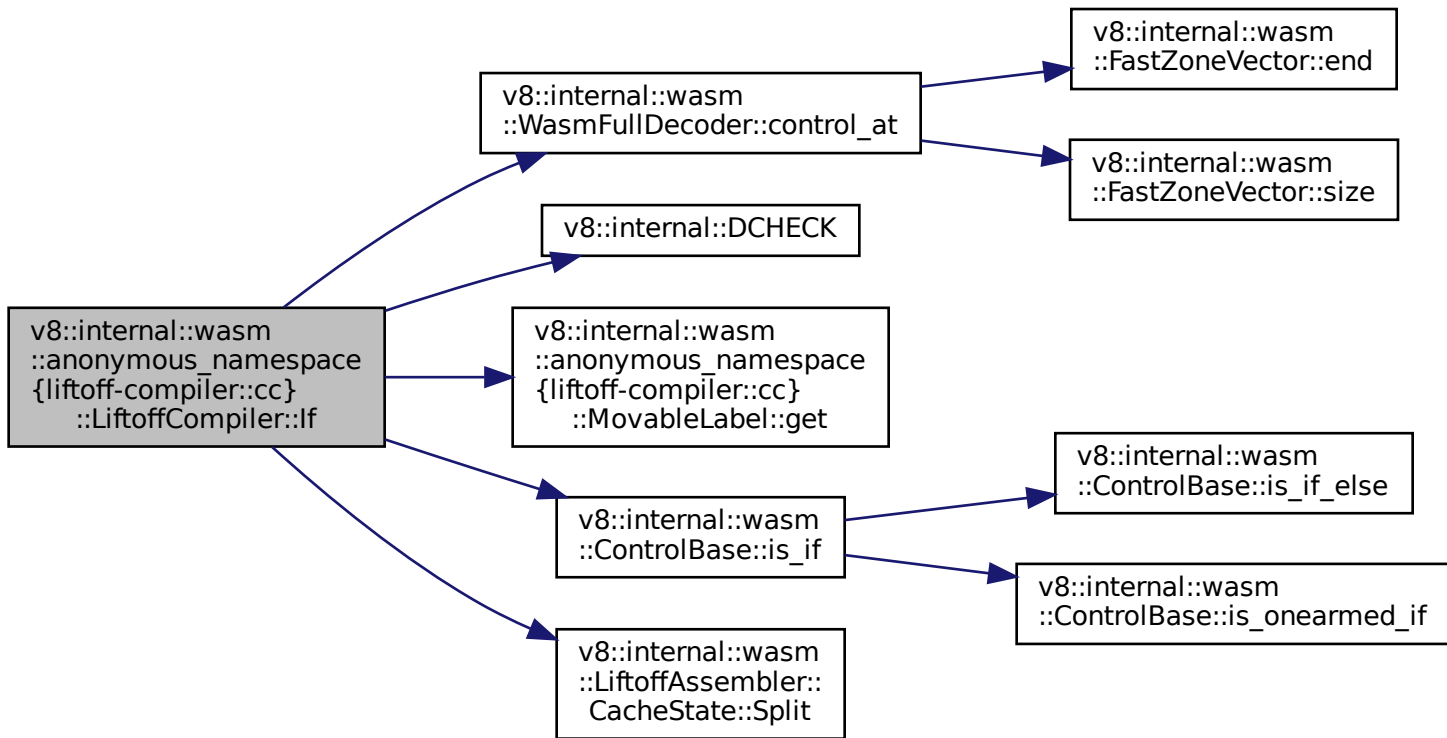 v8::internal::wasm
::FastZoneVector::end
v8::internal::wasm
::WasmFullDecoder::control_at
v8::internal::wasm
::FastZoneVector::size
v8::internal::DCHECK
v8::internal::wasm
::anonymous_namespace
{liftoff-compiler::cc}
::LiftoffCompiler::If
v8::internal::wasm
::anonymous_namespace
{liftoff-compiler::cc}
::MovableLabel::get
v8::internal::wasm
::ControlBase::is_if_else
v8::internal::wasm
::ControlBase::is_if
v8::internal::wasm
::ControlBase::is_onearmed_if
v8::internal::wasm
::LiftoffAssembler::
CacheState::Split